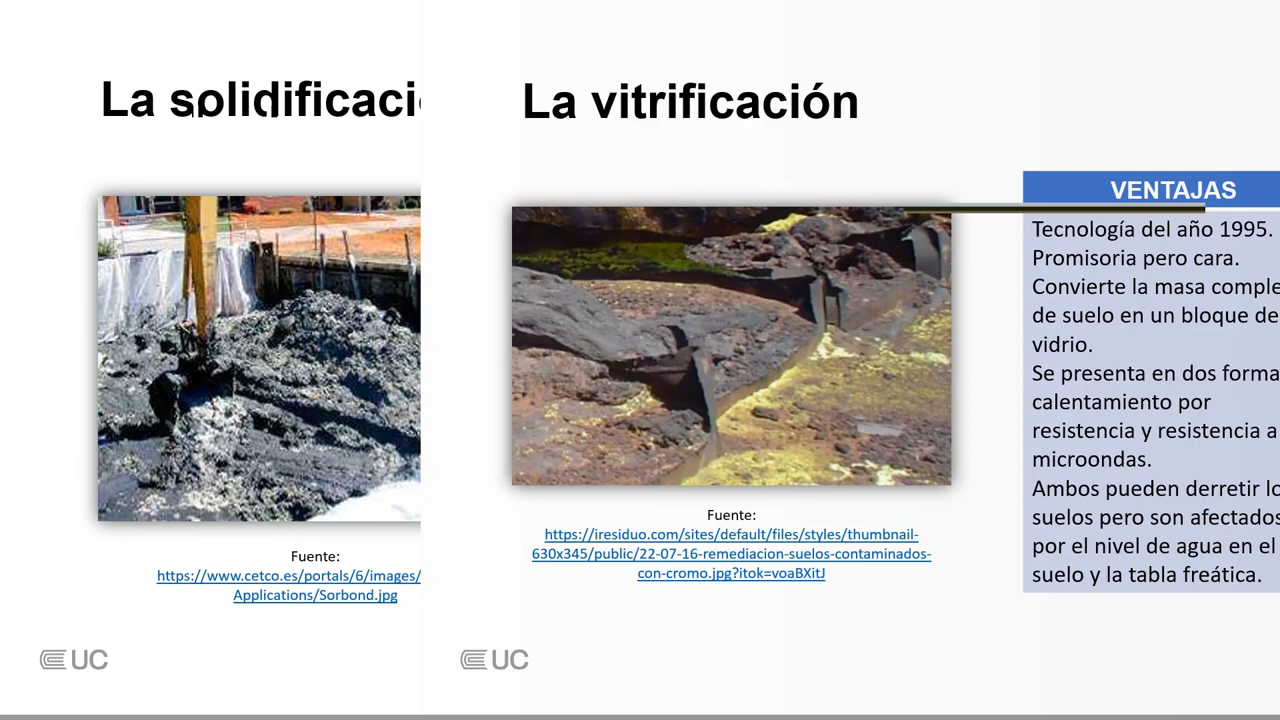 La solidificació
Fuente:
https://www.cetco.es/portals/6/images/
Applications/Sorbond.jpg
UC
La vitrificación
Fuente:
https://iresiduo.com/sites/default/files/styles/thumbnail-
630x345/public/22-07-16-remediacion-suelos-contaminados-
con-cromo.jpg?itok=voaBXitJ
UC
VENTAJAS
Tecnología del año 1995.
Promisoria pero cara.
Convierte la masa comple
de suelo en un bloque de
vidrio.
Se presenta en dos forma
calentamiento por
resistencia y resistencia a
microondas.
Ambos pueden derretir lo
suelos pero son afectados
por el nivel de agua en el
suelo y la tabla freática.